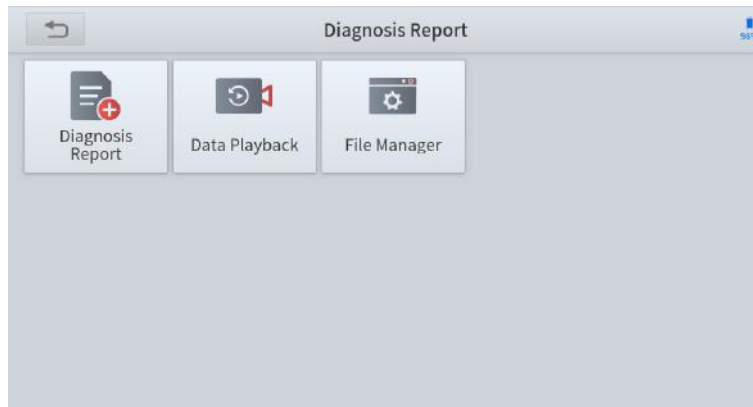 Diagnosis Report
Diagnosis
Report
Data Playback
File Manager